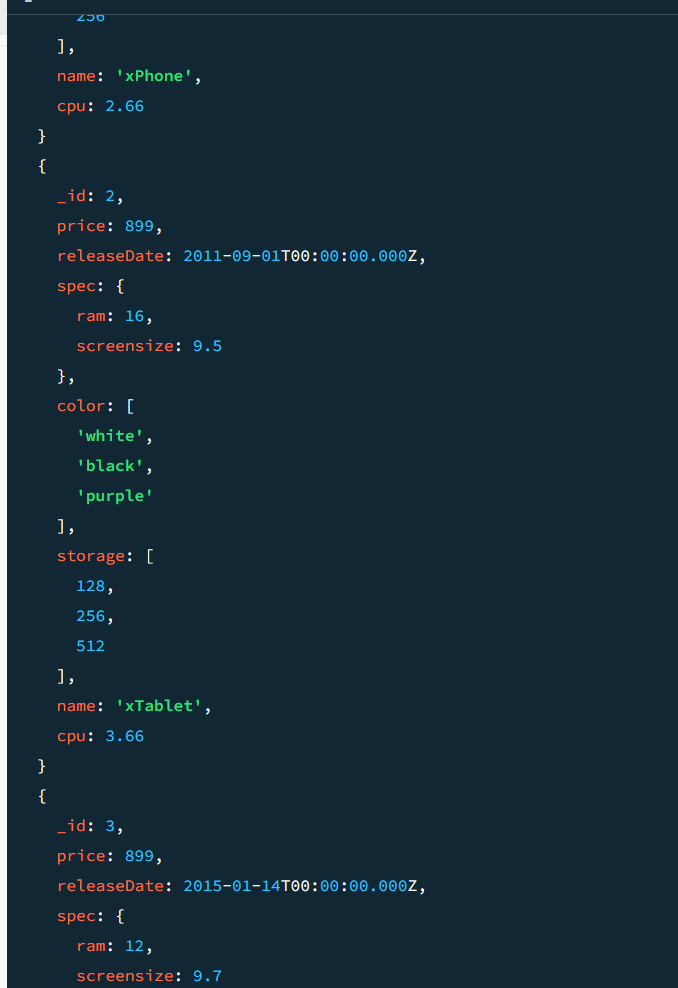 256
],
name: 'xPhone',
cpu: 2.66
}
{
_id: 2,
price: 899,
releaseDate: 2011-09-01T00:00:00.000Z,
spec: {
ram: 16,
screensize: 9.5
},
color: [
'white',
'black',
'purple'
],
storage: [
128,
256,
512
],
name: 'xTablet',
cpu: 3.66
}
{
_id: 3,
price: 899,
releaseDate: 2015-01-14T00:00:00.000Z,
spec: {
ram: 12,
screensize: 9.7